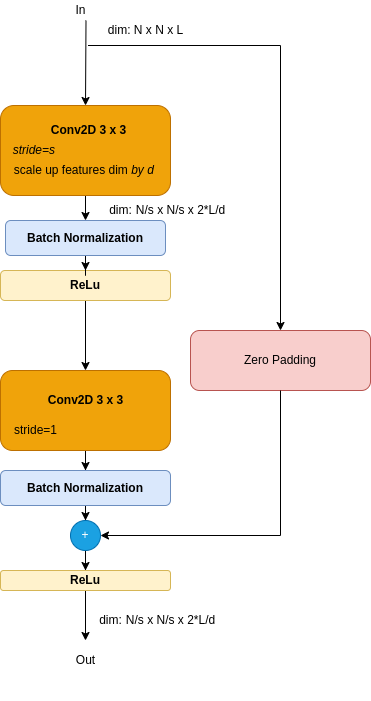 In
dim: N x N x L
Conv2D 3 x 3
stride=s
scale up features dim by d
dim: N/s x N/s x 2*L/d
Batch Normalization
ReLu
Zero Padding
Conv2D 3 x 3
stride=1
Batch Normalization
+
ReLu
dim: N/s x N/s x 2*L/d
Out